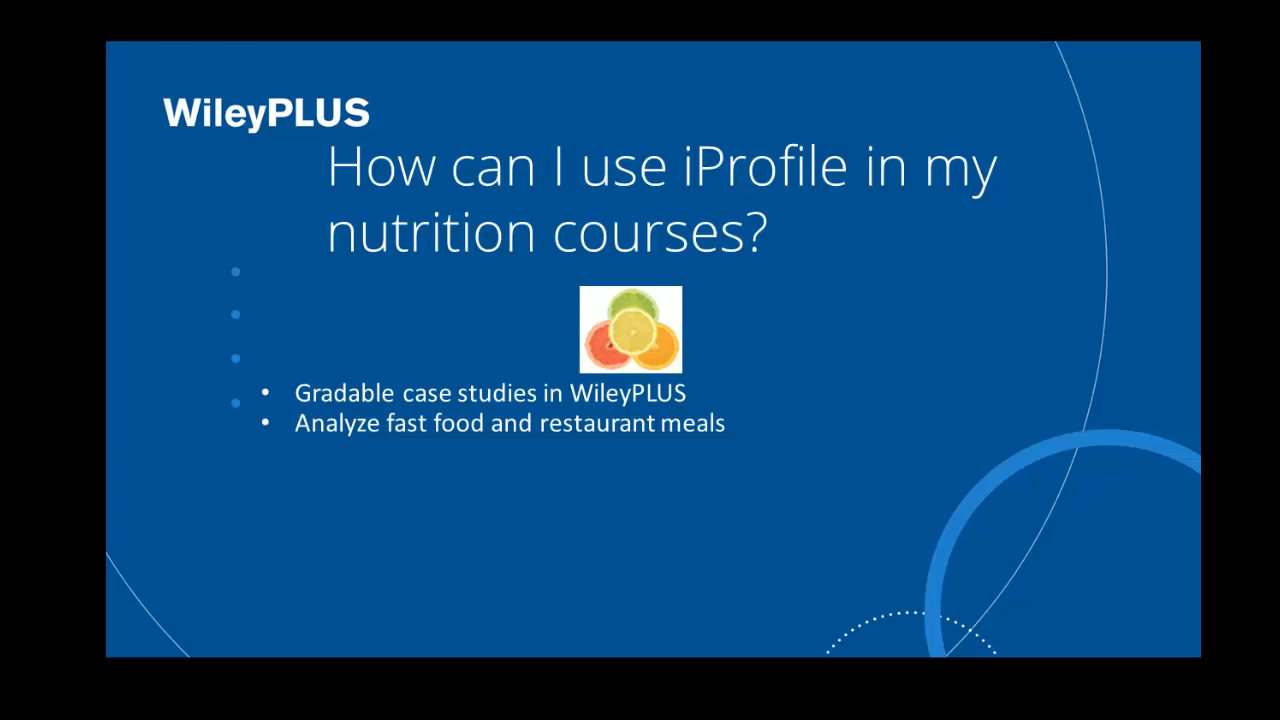 WileyPLUS
How can I use iProfile in my
nutrition courses?
• Gradable case studies in WileyPLUS
• Analyze fast food and restaurant meals